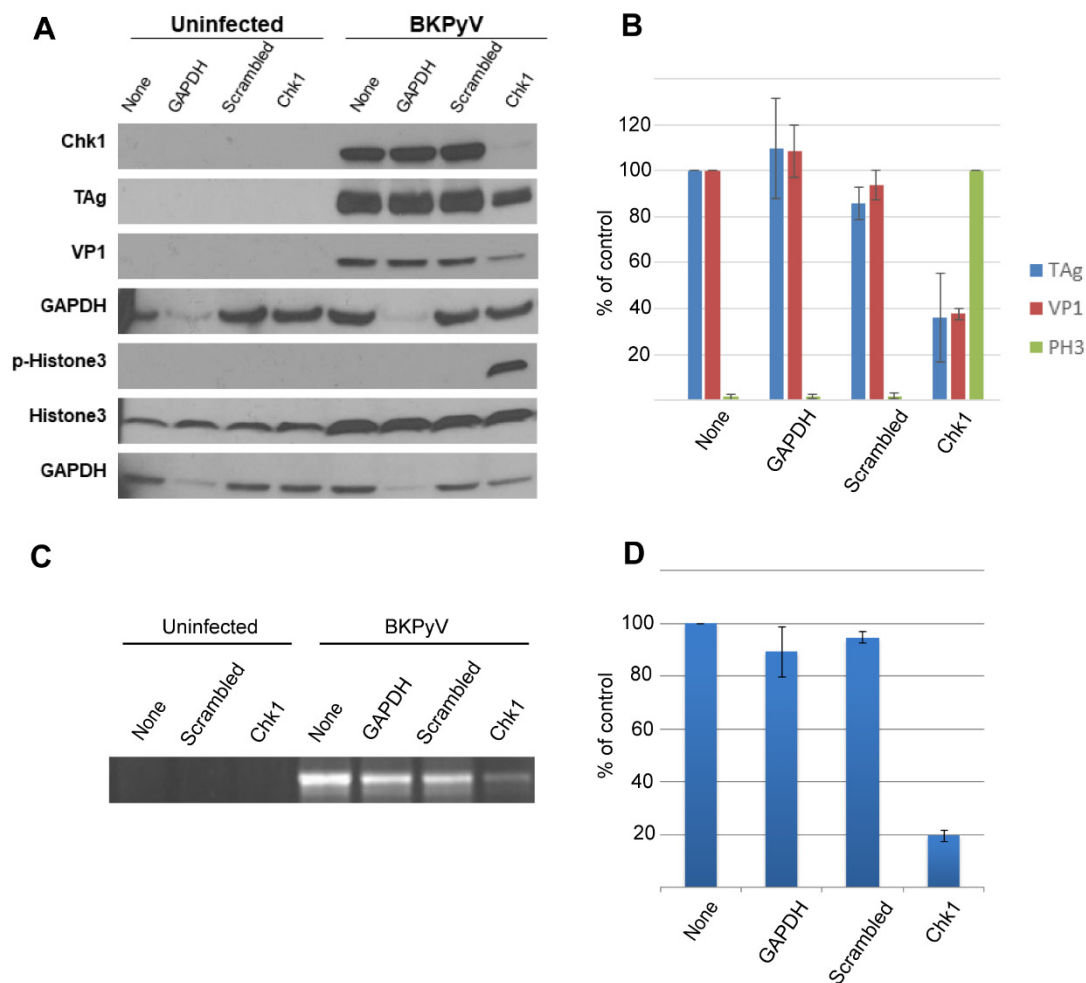 A
Uninfected BKPyV
None GAPDH Scrambled Chk1 None GAPDH Scrambled Chk1
Chk1
TAg
VP1
GAPDH
p-Histone3
Histone3
GAPDH
B
% of control
120
100
80
60
40
20
None GAPDH Scrambled Chk1
TAg
VP1
PH3
C
Uninfected BKPyV
None Scrambled Chk1 None GAPDH Scrambled Chk1
D
% of control
100
80
60
40
20
None GAPDH Scrambled Chk1